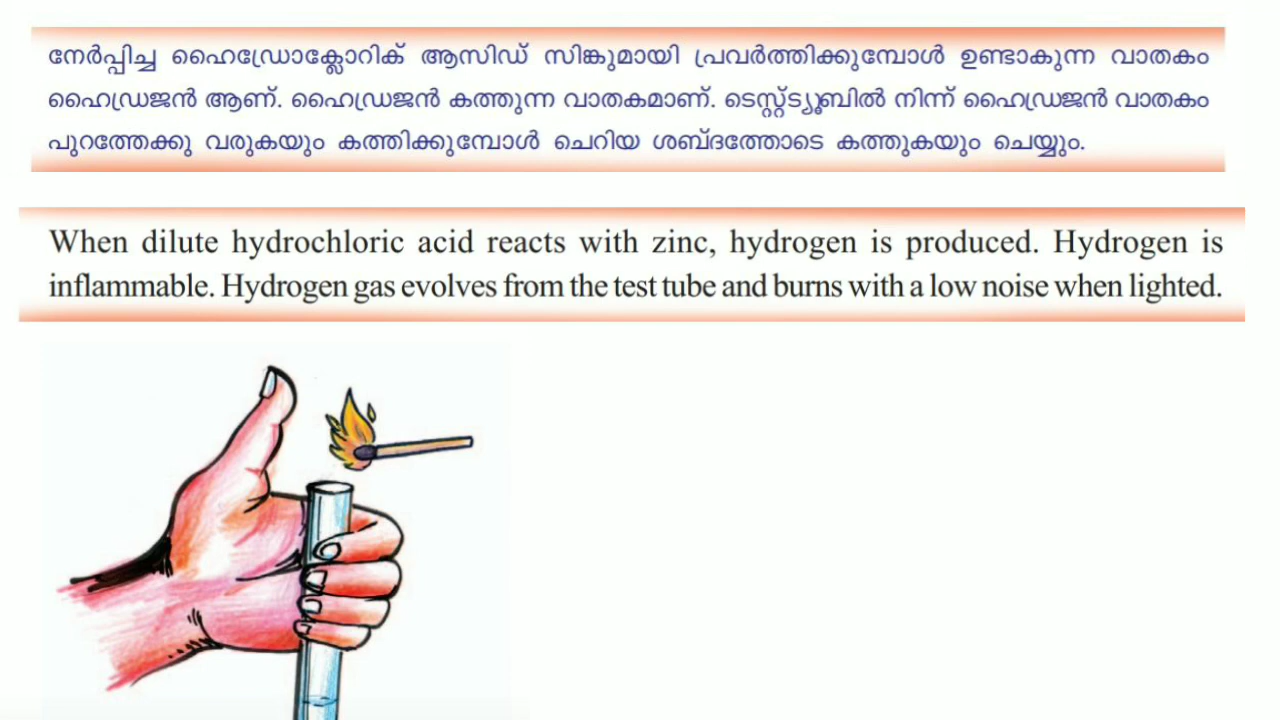 നേർപ്പിച്ച ഹൈഡ്രോക്ലോറിക് ആസിഡ് സിങ്കുമായി പ്രവർത്തിക്കുമ്പോൾ ഉണ്ടാകുന്ന വാതകം
ഹൈഡ്രജൻ ആണ്. ഹൈഡ്രജൻ കത്തുന്ന വാതകമാണ്. ടെസ്റ്റ്ട്യൂബിൽ നിന്ന് ഹൈഡ്രജൻ വാതകം
പുറത്തേക്കു വരുകയും കത്തിക്കുമ്പോൾ ചെറിയ ശബ്ദത്തോടെ കത്തുകയും ചെയ്യും.
When dilute hydrochloric acid reacts with zinc, hydrogen is produced. Hydrogen is
inflammable. Hydrogen gas evolves from the test tube and burns with a low noise when lighted.